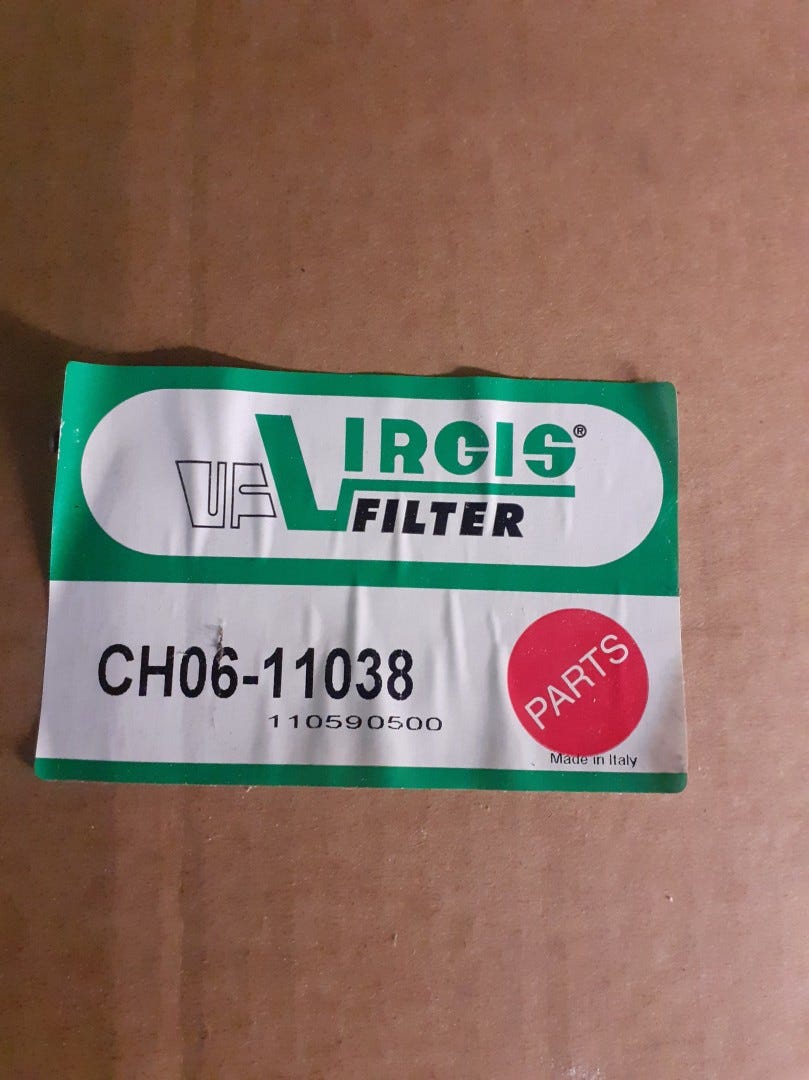 VIRGIS®
UF FILTER
CH06-11038
110590500
PARTS
Made in Italy